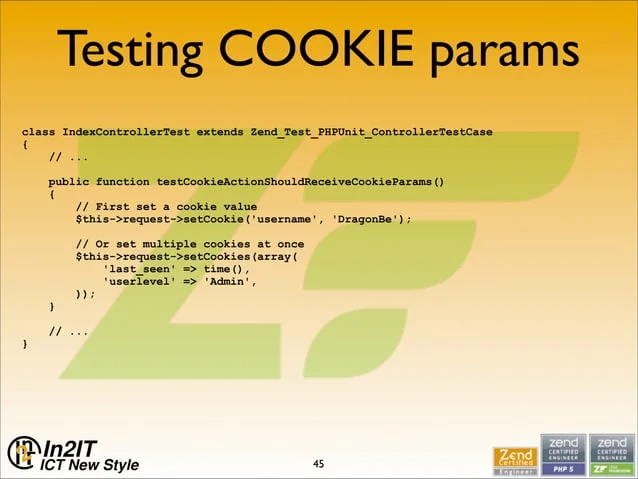 Testing COOKIE params
class IndexControllerTest extends Zend_Test_PHPUnit_ControllerTestCase
{
    // ...
    public function testCookieActionShouldReceiveCookieParams()
    {
        // First set a cookie value
        $this->request->setCookie('username', 'DragonBe');
        // Or set multiple cookies at once
        $this->request->setCookies(array(
            'last_seen' => time(),
            'userlevel' => 'Admin',
        ));
    }
    // ...
}
In2IT
ICT New Style
45
Zend
Certified
Engineer
zend
CERTIFIED
ENGINEER
PHP 5
zend
CERTIFIED
ENGINEER
ZF